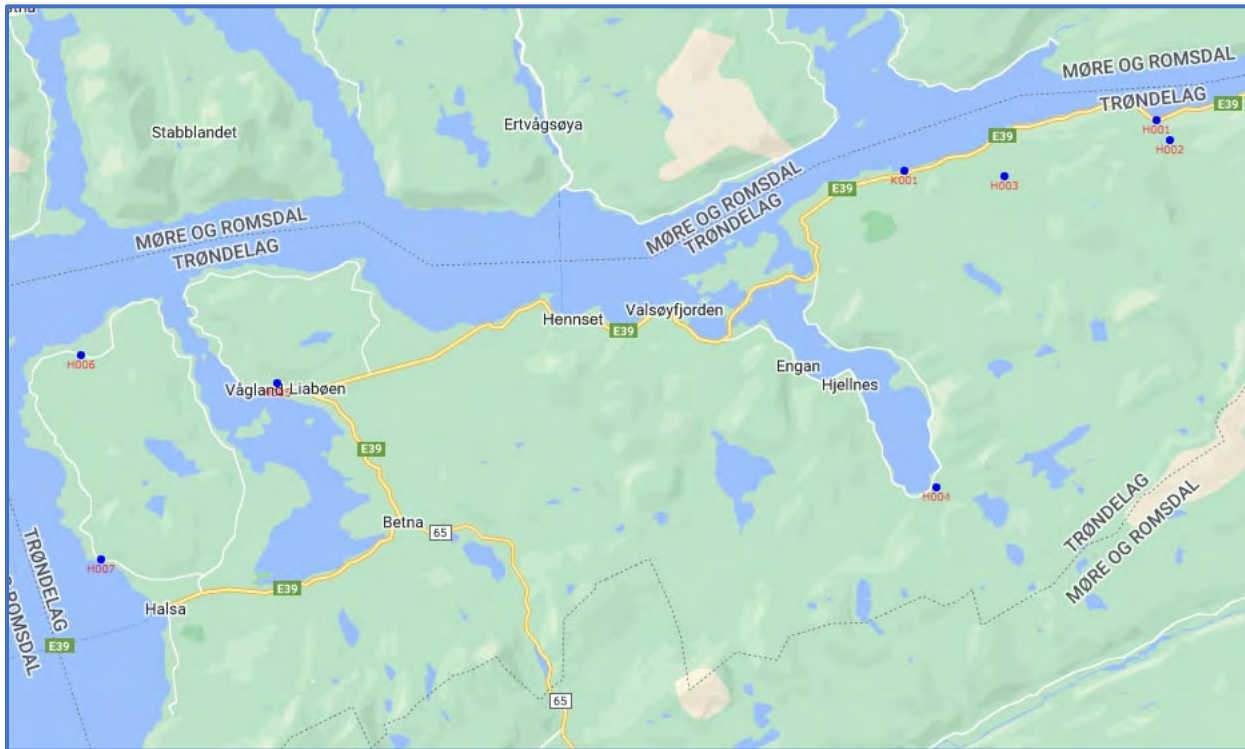 MØRE OG ROMSDAL
TRØNDELAG
E39
H001
H002
Ertvågsøya
Stabblandet
E39
K001
H003
E39
MØRE OG ROMSDAL
TRØNDELAG
MØRE OG ROMSDAL
TRØNDELAG
Valsøyfjorden
Hennset
E39
H006
Engan
Hjellnes
Vågland
Liabøen
E39
H004
Betna
65
TRØNDELAG
MØRE OG ROMSDAL
H007
TRØNDELAG
E39
Halsa
E39
65